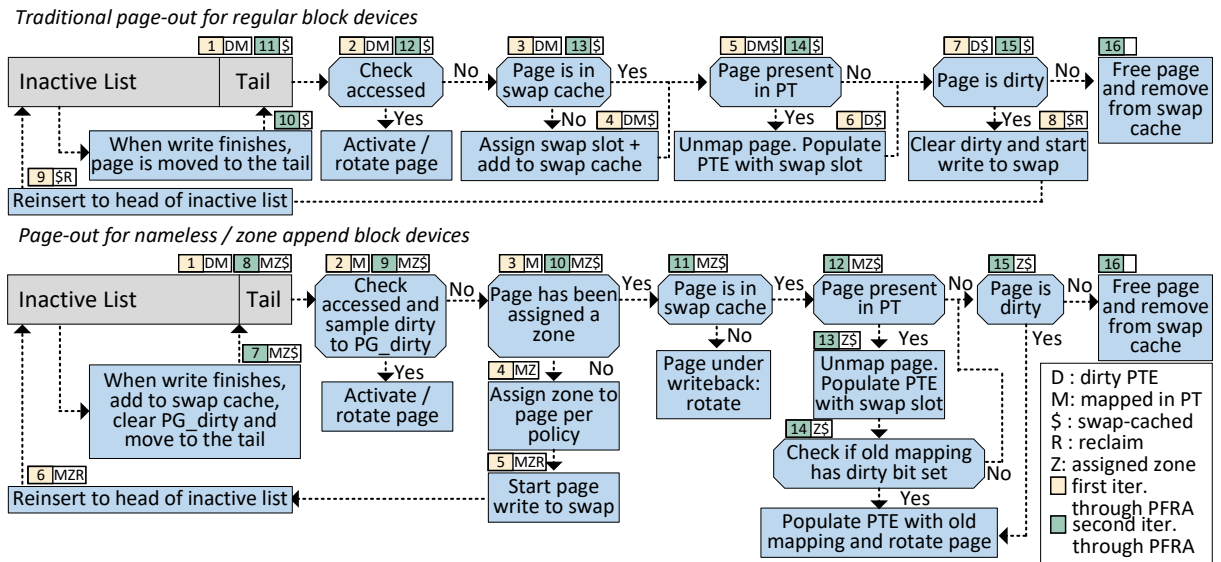 Traditional page-out for regular block devices
1 DM 11 $
2 DM 12 $
3 DM 13 $
5 DM$ 14 $
7 D$ 15 $
16
Inactive List
Tail
Check
accessed
No
Page is in
swap cache
Yes
Page present
in PT
No
Page is dirty
No
Free page
and remove
from swap
cache
10 $
Yes
No
4 DM$
Yes
6 D$
Yes
8 $R
When write finishes,
page is moved to the tail
Activate /
rotate page
Assign swap slot +
add to swap cache
Unmap page. Populate
PTE with swap slot
Clear dirty and start
write to swap
9 $R
Reinsert to head of inactive list
Page-out for nameless / zone append block devices
1 DM 8 MZ$
2 M 9 MZ$
3 M 10 MZ$
11 MZ$
12 MZ$
15 Z$
16
Inactive List
Tail
Check
accessed and
sample dirty
to PG_dirty
No
Page has been
assigned a
zone
Yes
Page is in
swap cache
Yes
Page present
in PT
No
Page is
dirty
No
Free page
and remove
from swap
cache
7 MZ$
When write finishes,
add to swap cache,
clear PG_dirty and
move to the tail
Yes
Activate /
rotate page
No
4 MZ
Assign zone to
page per
policy
5 MZR
Start page
write to swap
6 MZR
Reinsert to head of inactive list
No
Page under
writeback:
rotate
Yes
13 Z$
Unmap page.
Populate PTE
with swap slot
14 Z$
Check if old mapping
has dirty bit set
No
Yes
Yes
Populate PTE with old
mapping and rotate page
D : dirty PTE
M: mapped in PT
$ : swap-cached
R : reclaim
Z: assigned zone
first iter.
through PFRA
second iter.
through PFRA